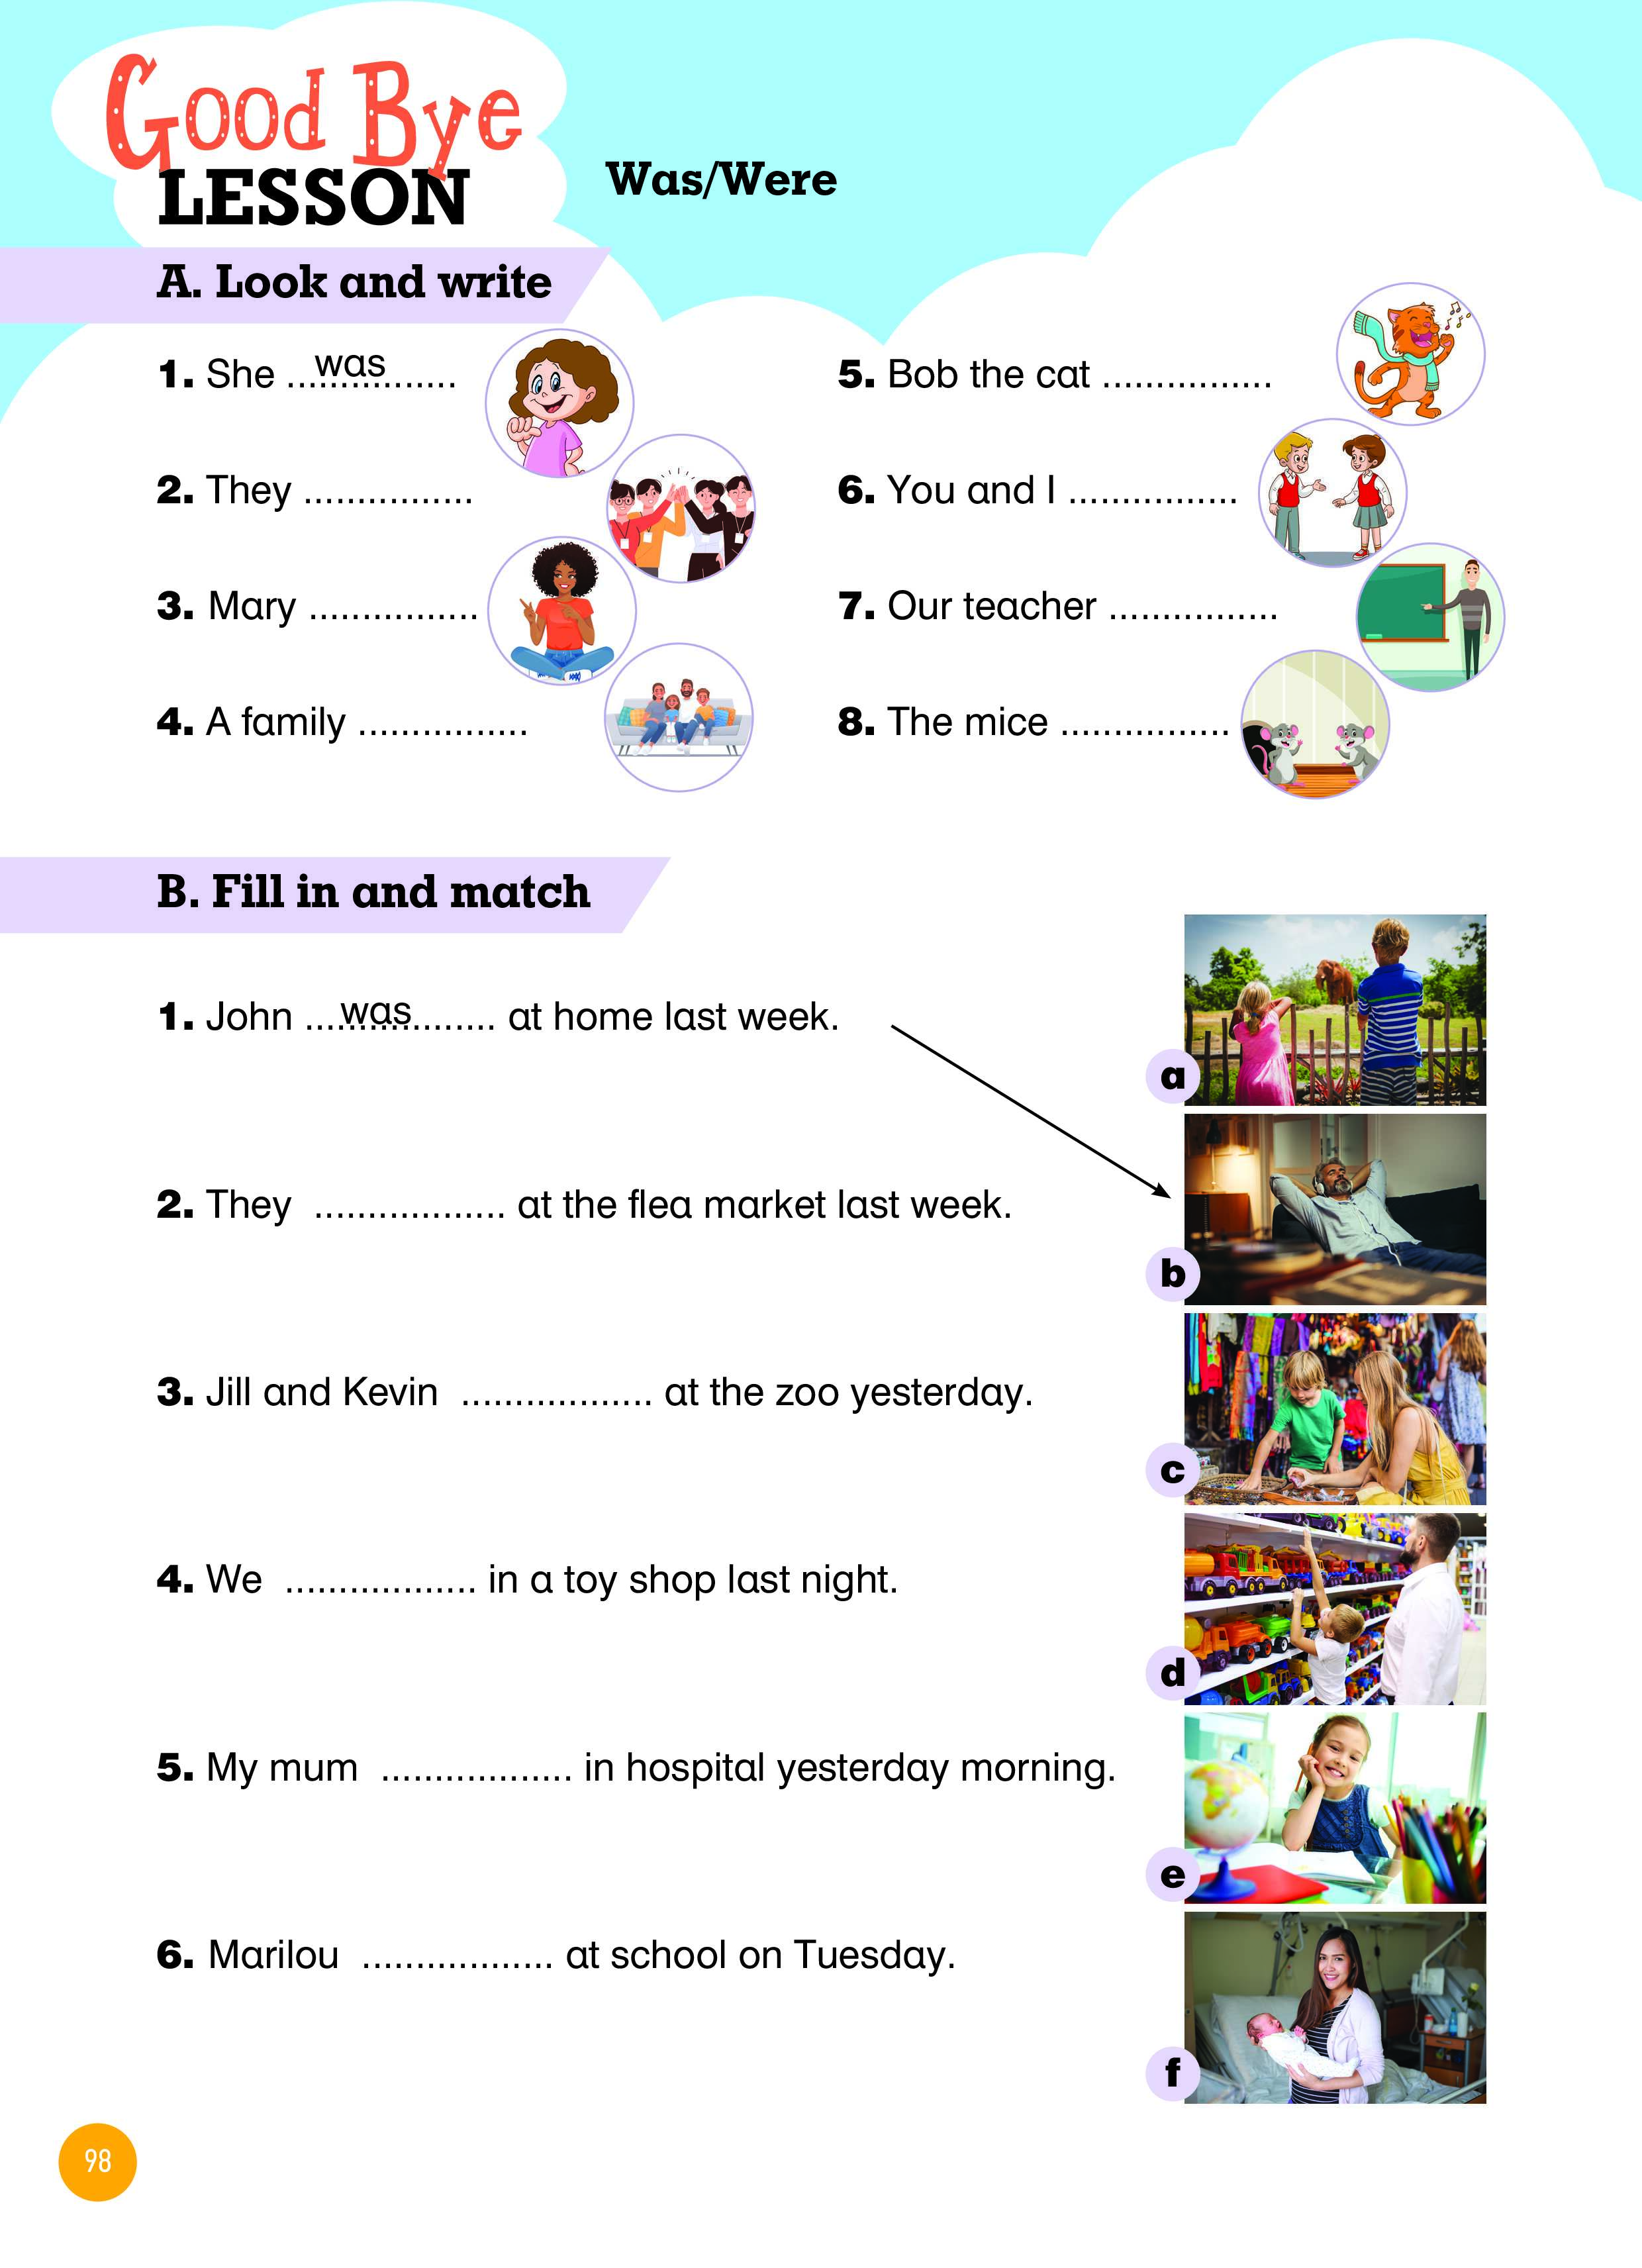 Good Bye
LESSON
Was/Were
A. Look and write
1. She ................ was
2. They ................
3. Mary ................
4. A family ................
5. Bob the cat ................
6. You and I ................
7. Our teacher ................
8. The mice ................
B. Fill in and match
1. John .................. was at home last week.
2. They .................. at the flea market last week.
3. Jill and Kevin .................. at the zoo yesterday.
4. We .................. in a toy shop last night.
5. My mum .................. in hospital yesterday morning.
6. Marilou .................. at school on Tuesday.
a
b
c
d
e
f
98